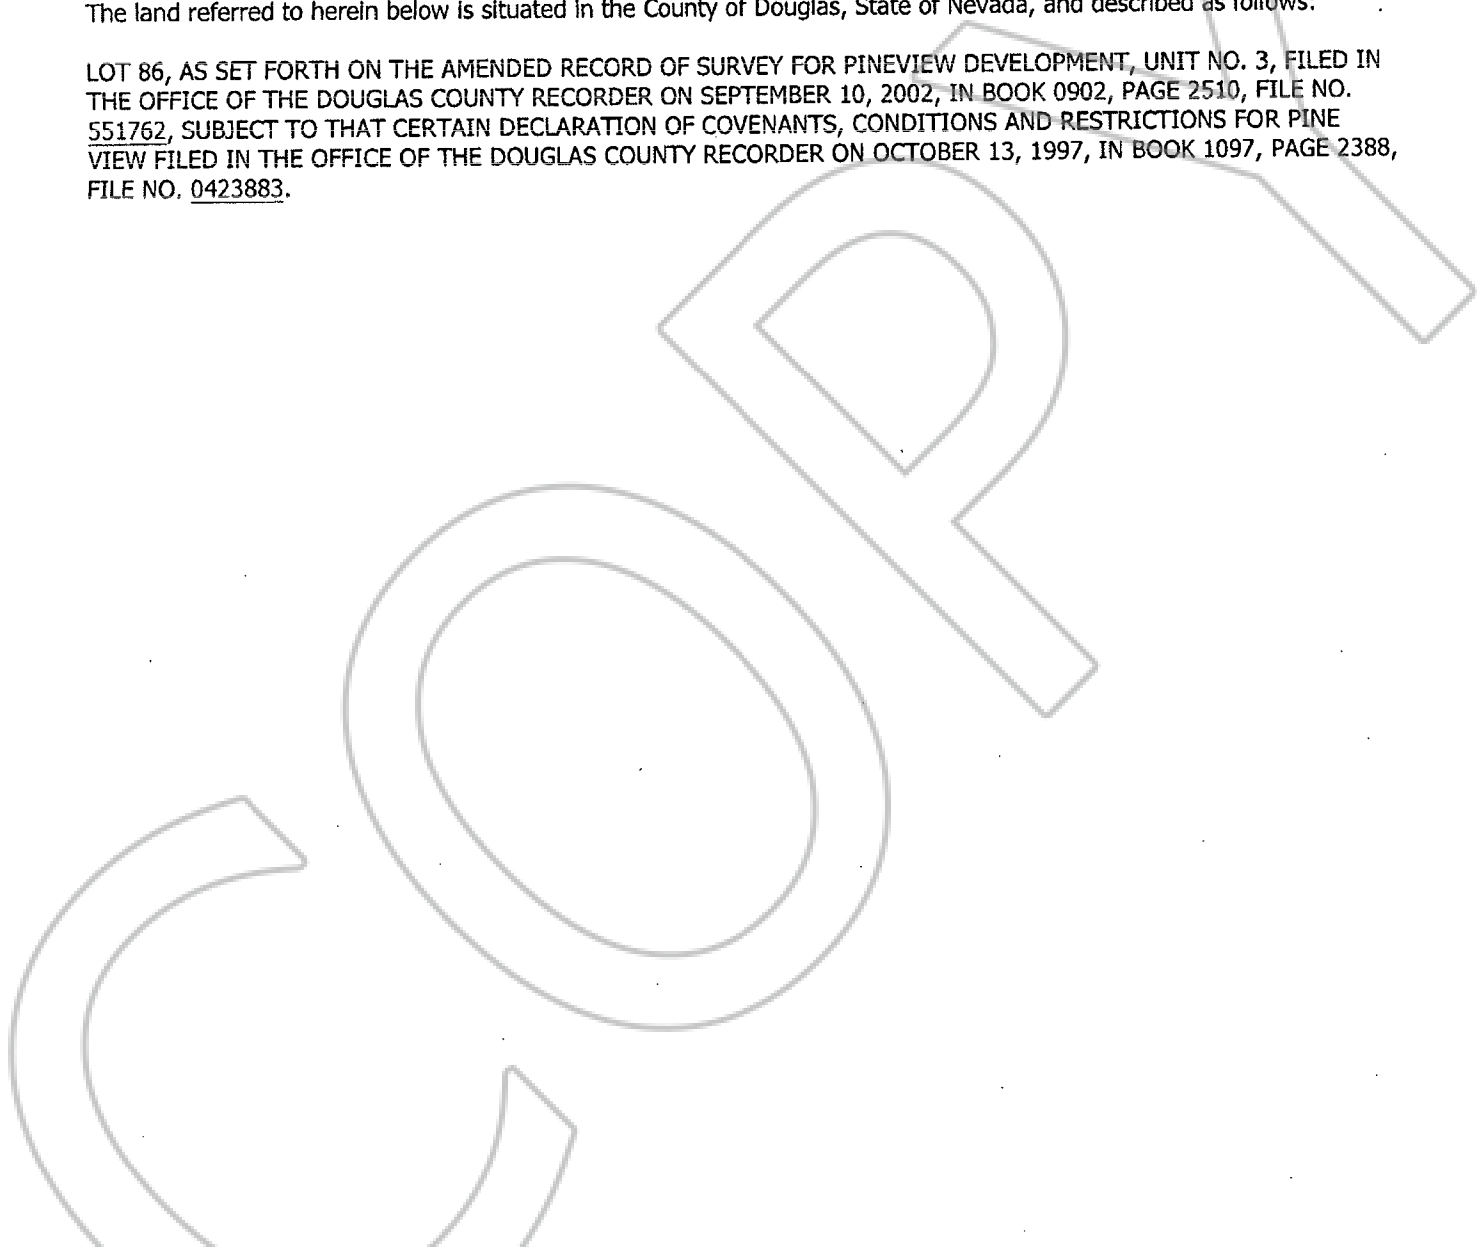 The land referred to herein below is situated in the County of Douglas, State of Nevada, and described as follows:
LOT 86, AS SET FORTH ON THE AMENDED RECORD OF SURVEY FOR PINEVIEW DEVELOPMENT, UNIT NO. 3, FILED IN
THE OFFICE OF THE DOUGLAS COUNTY RECORDER ON SEPTEMBER 10, 2002, IN BOOK 0902, PAGE 2510, FILE NO.
551762, SUBJECT TO THAT CERTAIN DECLARATION OF COVENANTS, CONDITIONS AND RESTRICTIONS FOR PINE
VIEW FILED IN THE OFFICE OF THE DOUGLAS COUNTY RECORDER ON OCTOBER 13, 1997, IN BOOK 1097, PAGE 2388,
FILE NO. 0423883.
COPY